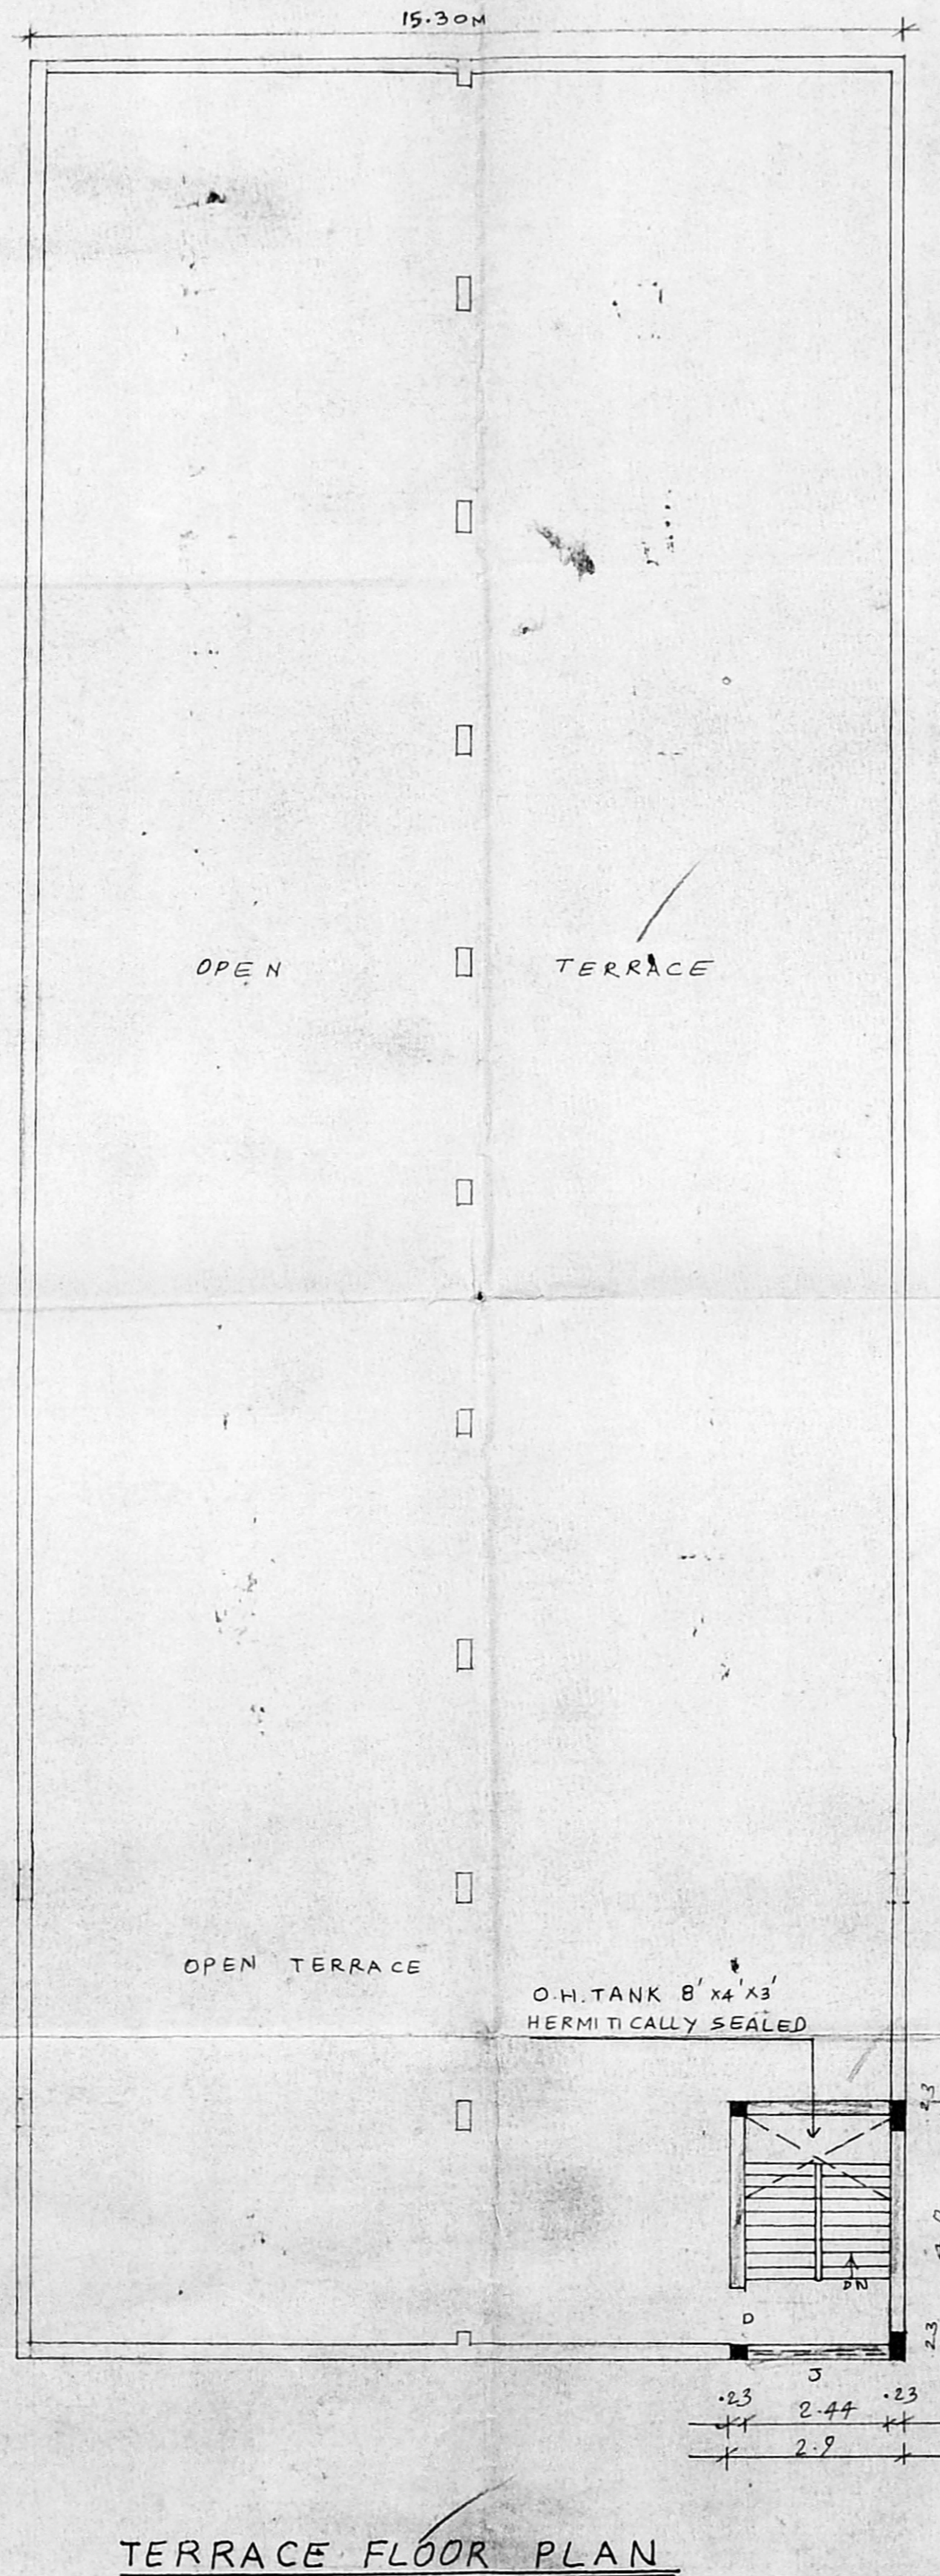 15.30M
OPEN TERRACE
OPEN TERRACE
O.H. TANK 8' x4' x3'
HERMITICALLY SEALED
.23
DN
D
.23
J
.23 2.44 .23
2.9
TERRACE FLOOR PLAN